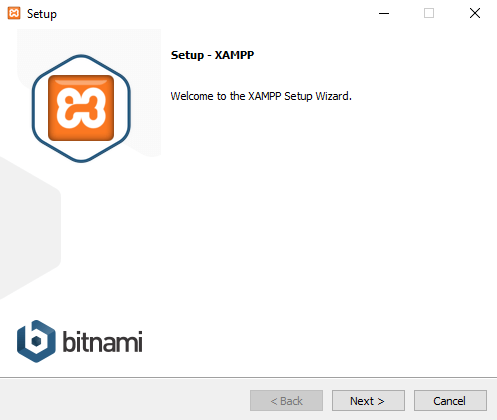 Setup
Setup - XAMPP
Welcome to the XAMPP Setup Wizard.
bitnami
< Back
Next >
Cancel